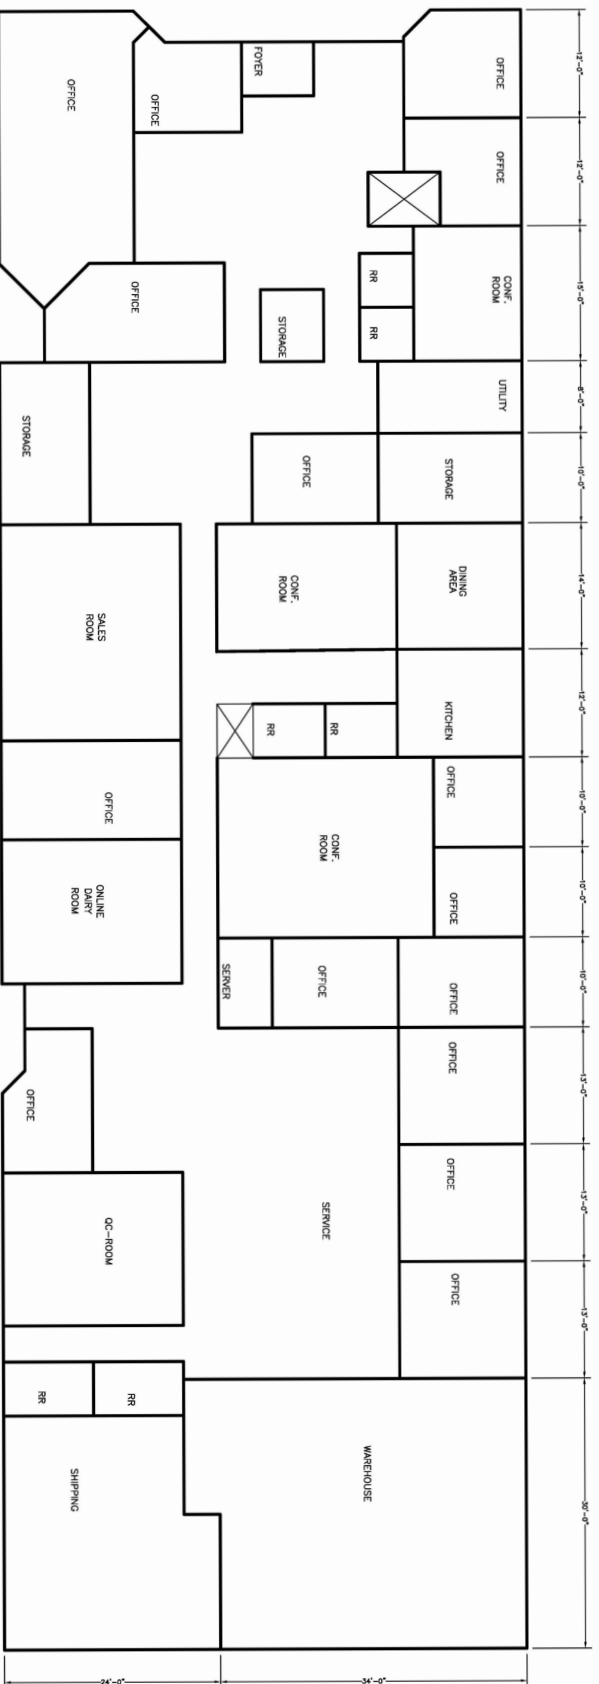 12'-0"
12'-0"
15'-0"
8'-0"
10'-0"
14'-0"
12'-0"
10'-0"
10'-0"
10'-0"
13'-0"
13'-0"
13'-0"
30'-0"
OFFICE
OFFICE
CONF.
ROOM
UTILITY
STORAGE
DINING
AREA
KITCHEN
OFFICE
OFFICE
OFFICE
OFFICE
OFFICE
OFFICE
FOYER
RR
RR
STORAGE
OFFICE
CONF.
ROOM
RR
RR
CONF.
ROOM
SERVER
OFFICE
SERVICE
WAREHOUSE
OFFICE
OFFICE
OFFICE
STORAGE
SALES
ROOM
OFFICE
ONLINE
DAIRY
ROOM
OFFICE
QC-ROOM
RR
RR
SHIPPING
24'-0"
34'-0"